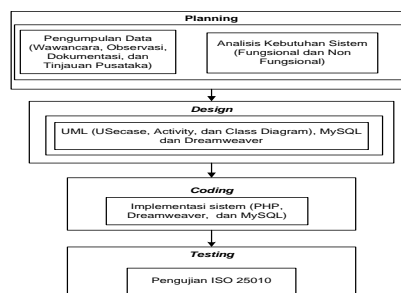 Planning
Pengumpulan Data
(Wawancara, Observasi,
Dokumentasi, dan
Tinjauan Pusataka)
Analisis Kebutuhan Sistem
(Fungsional dan Non
Fungsional)
Design
UML (USecase, Activity, dan Class Diagram), MySQL
dan Dreamweaver
Coding
Implementasi sistem (PHP,
Dreamweaver, dan MySQL)
Testing
Pengujian ISO 25010